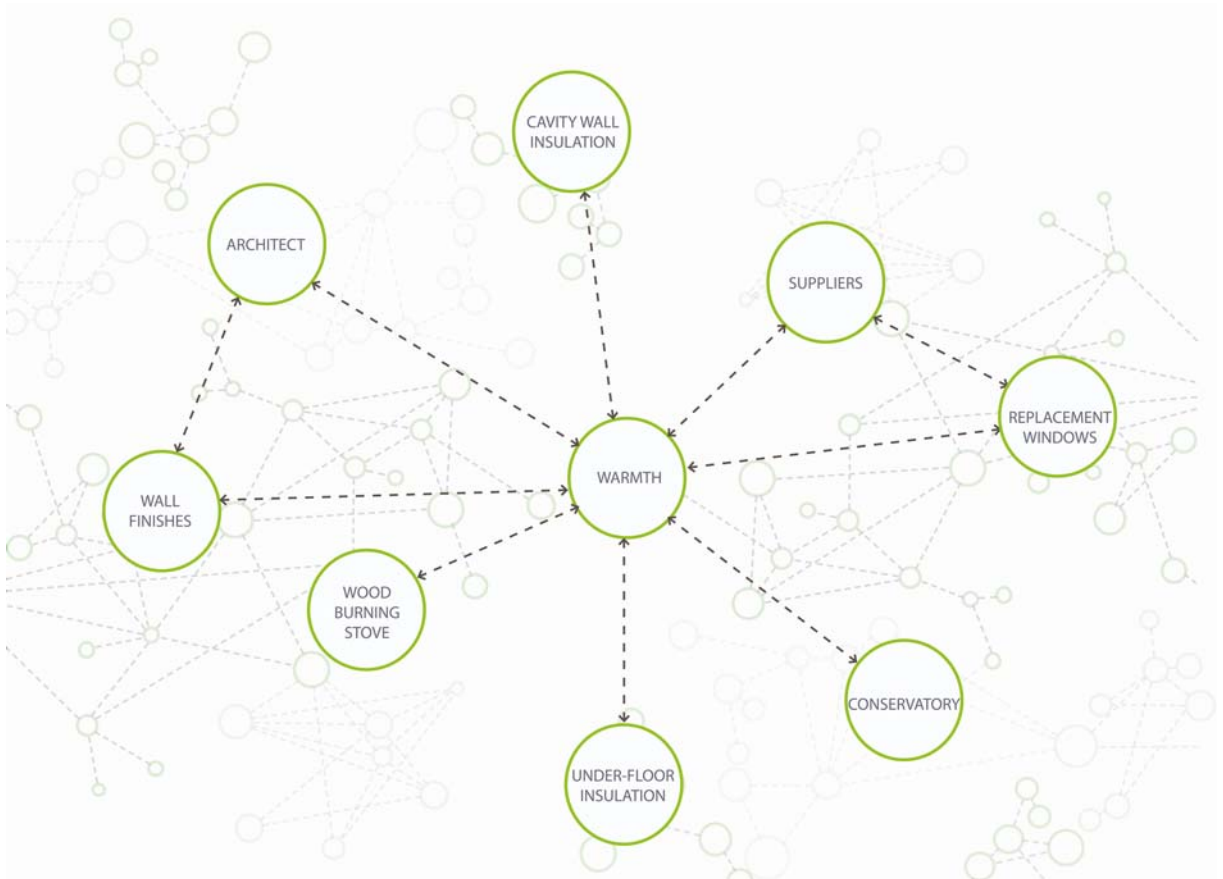 CAVITY WALL
INSULATION
ARCHITECT
SUPPLIERS
REPLACEMENT
WINDOWS
WARMTH
WALL
FINISHES
WOOD
BURNING
STOVE
CONSERVATORY
UNDER-FLOOR
INSULATION